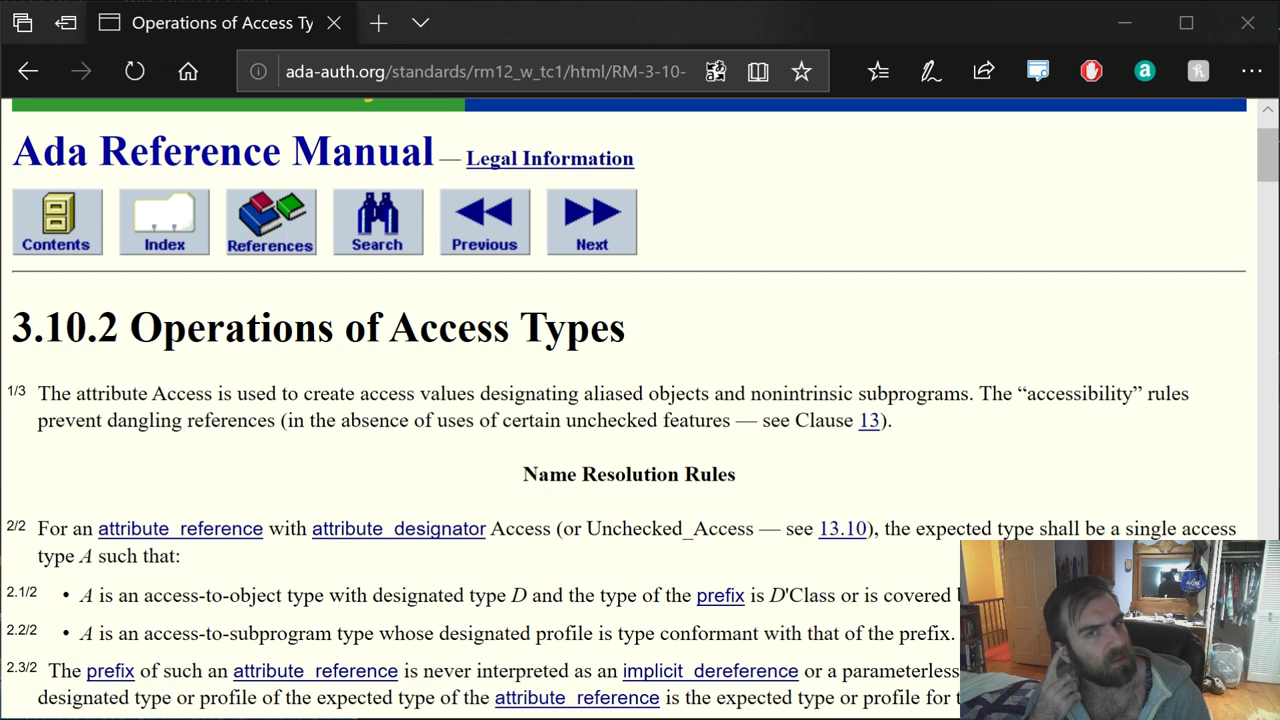 Operations of Access Ty
ada-auth.org/standards/rm12_w_tc1/html/RM-3-10-
a
h
Ada Reference Manual — Legal Information
Contents Index References Search Previous Next
3.10.2 Operations of Access Types
1/3 The attribute Access is used to create access values designating aliased objects and nonintrinsic subprograms. The “accessibility” rules
prevent dangling references (in the absence of uses of certain unchecked features — see Clause 13).
Name Resolution Rules
2/2 For an attribute_reference with attribute_designator Access (or Unchecked_Access — see 13.10), the expected type shall be a single access
type A such that:
2.1/2 • A is an access-to-object type with designated type D and the type of the prefix is D'Class or is covered
2.2/2 • A is an access-to-subprogram type whose designated profile is type conformant with that of the prefix.
2.3/2 The prefix of such an attribute_reference is never interpreted as an implicit_dereference or a parameterless
designated type or profile of the expected type of the attribute_reference is the expected type or profile for